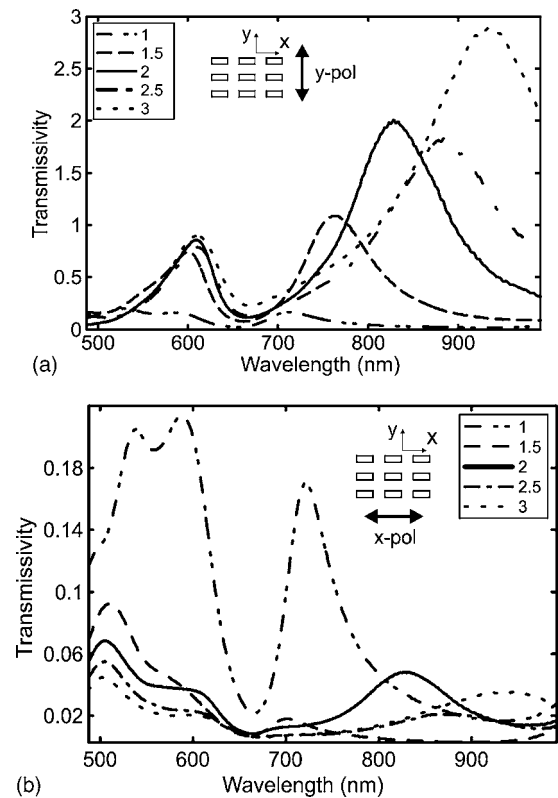 3
2.5
2
1.5
1
0.5
0
Transmissivity
1
1.5
2
2.5
3
y
x
y-pol
500 600 700 800 900
Wavelength (nm)
(a)
0.18
0.14
0.1
0.06
0.02
Transmissivity
y
x
x-pol
1
1.5
2
2.5
3
500 600 700 800 900
Wavelength (nm)
(b)